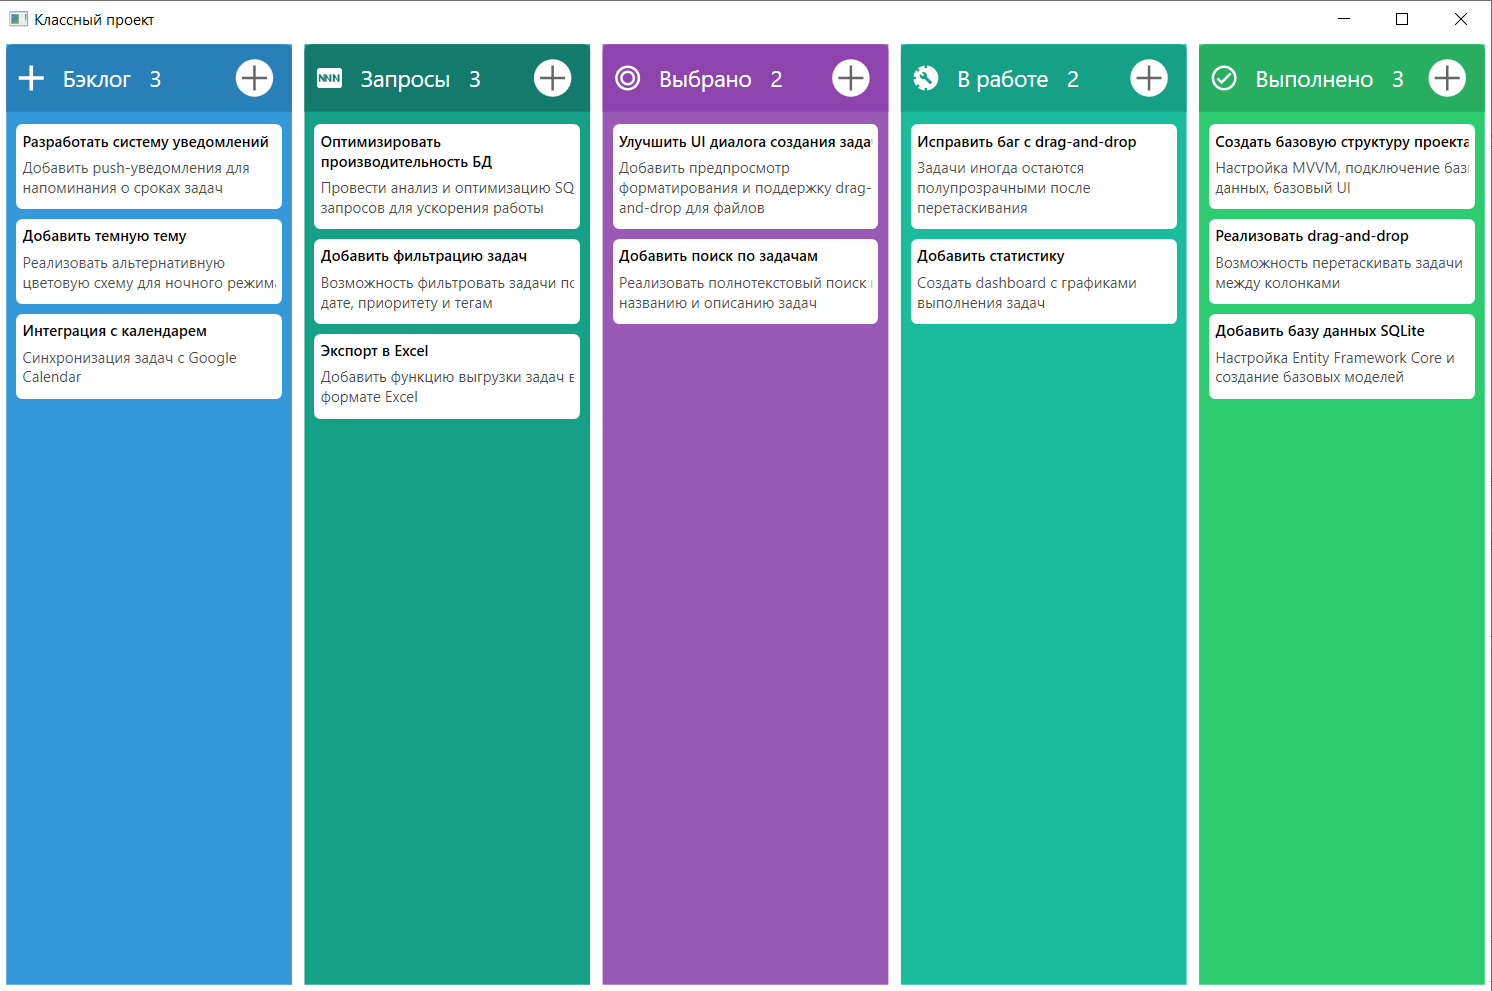 Классный проект
Бэклог 3
Разработать систему уведомлений
Добавить push-уведомления для
напоминания о сроках задач
Добавить темную тему
Реализовать альтернативную
цветовую схему для ночного режима
Интеграция с календарем
Синхронизация задач с Google
Calendar
Запросы 3
Оптимизировать
производительность БД
Провести анализ и оптимизацию SQ
запросов для ускорения работы
Добавить фильтрацию задач
Возможность фильтровать задачи по
дате, приоритету и тегам
Экспорт в Excel
Добавить функцию выгрузки задач в
формате Excel
Выбрано 2
Улучшить UI диалога создания зада
Добавить предпросмотр
форматирования и поддержку drag-
and-drop для файлов
Добавить поиск по задачам
Реализовать полнотекстовый поиск
названию и описанию задач
В работе 2
Исправить баг с drag-and-drop
Задачи иногда остаются
полупрозрачными после
перетаскивания
Добавить статистику
Создать dashboard с графиками
выполнения задач
Выполнено 3
Создать базовую структуру проекта
Настройка MVVM, подключение баз
данных, базовый UI
Реализовать drag-and-drop
Возможность перетаскивать задачи
между колонками
Добавить базу данных SQLite
Настройка Entity Framework Core и
создание базовых моделей